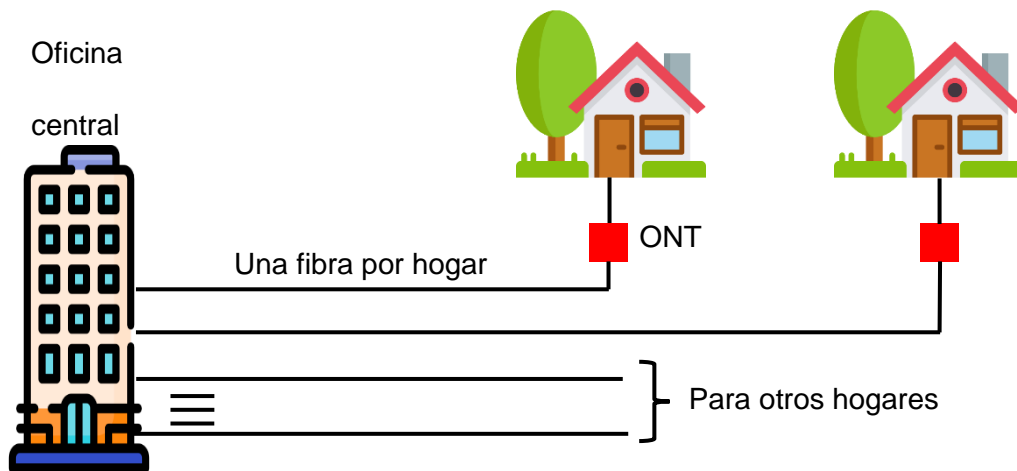 Oficina
central
Una fibra por hogar
ONT
Para otros hogares